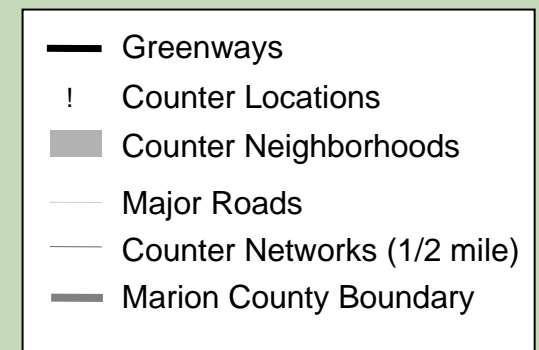 Greenways
! Counter Locations
Counter Neighborhoods
Major Roads
Counter Networks (1/2 mile)
Marion County Boundary